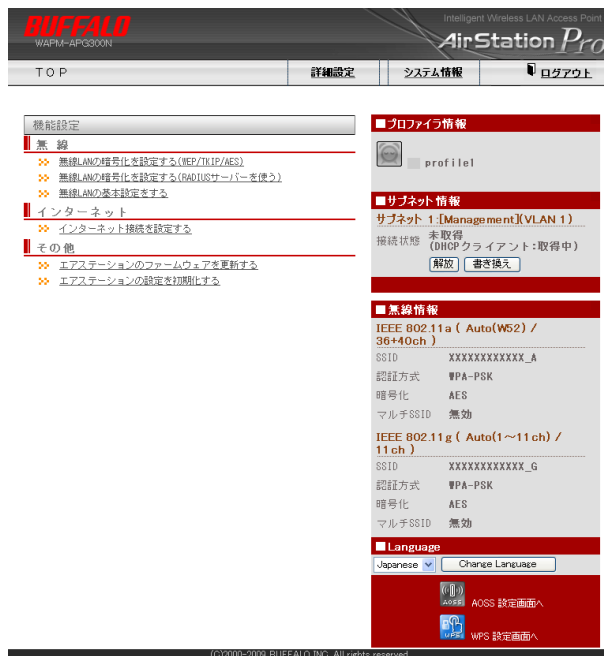 BUFFALO
WAPM-APG300N
Intelligent Wireless LAN Access Point
AirStation Pro
TOP
詳細設定
システム情報
ログアウト
機能設定
無線
無線LANの暗号化を設定する(WEP/TKIP/AES)
無線LANの暗号化を設定する(RADIUSサーバーを使う)
無線LANの基本設定をする
インターネット
インターネット接続を設定する
その他
エアステーションのファームウェアを更新する
エアステーションの設定を初期化する
■プロファイラ情報
profile1
■サブネット情報
サブネット 1:[Management](VLAN 1)
接続状態 未取得
(DHCPクライアント:取得中)
解放 書き換え
■無線情報
IEEE 802.11a ( Auto(W52) /
36+40ch )
SSID XXXXXXXXXXXX_A
認証方式 WPA-PSK
暗号化 AES
マルチSSID 無効
IEEE 802.11g ( Auto(1～11ch) /
11ch )
SSID XXXXXXXXXXXX_G
認証方式 WPA-PSK
暗号化 AES
マルチSSID 無効
■Language
Japanese Change Language
AOSS AOSS 設定画面へ
WPS WPS 設定画面へ
(C)2000-2009 BUFFALO INC. All rights reserved.